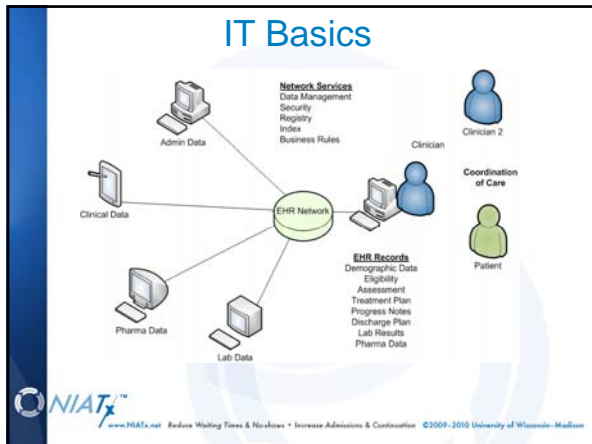 IT Basics
Network Services
Data Management
Security
Registry
Index
Business Rules
Admin Data
Clinician 2
Clinician
Coordination
of Care
Clinical Data
EHR Network
Patient
EHR Records
Demographic Data
Eligibility
Assessment
Treatment Plan
Progress Notes
Discharge Plan
Lab Results
Pharma Data
Pharma Data
Lab Data
NIATx™
www.NIATx.net Reduce Waiting Times & No-shows • Increase Admissions & Continuation ©2009-2010 University of Wisconsin-Madison